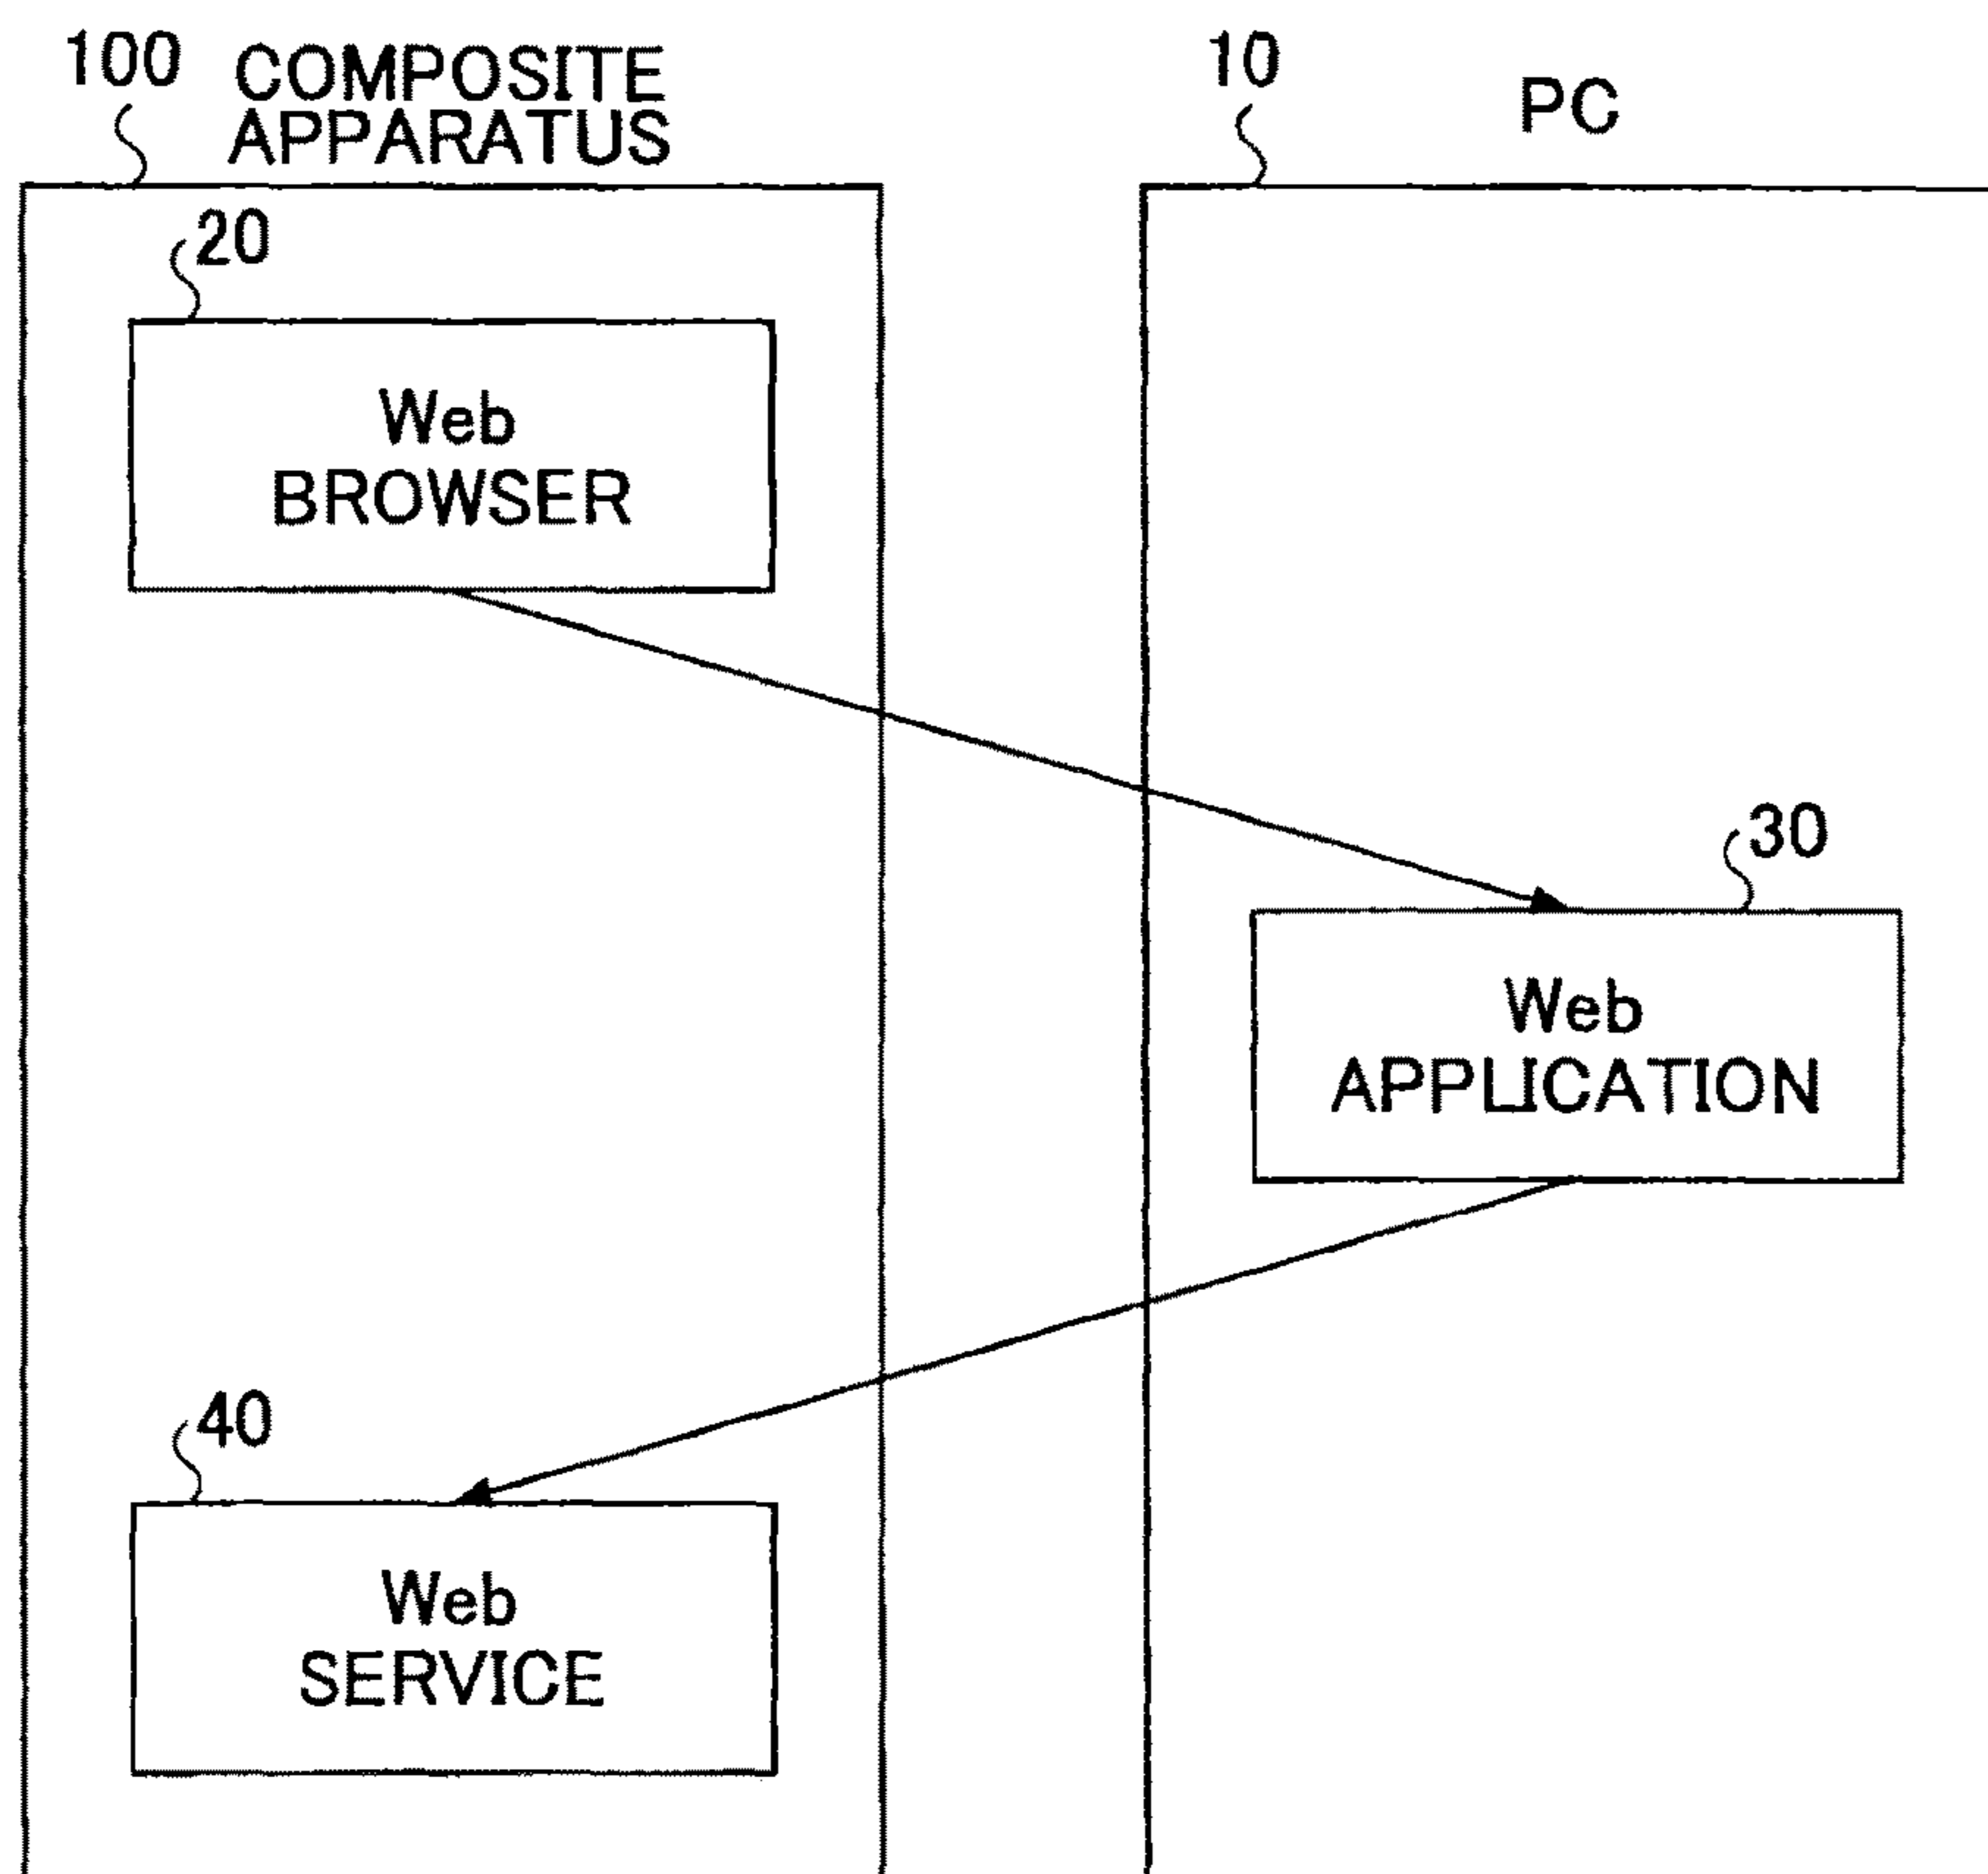 100
COMPOSITE
APPARATUS
10
PC
20
Web
BROWSER
30
Web
APPLICATION
40
Web
SERVICE